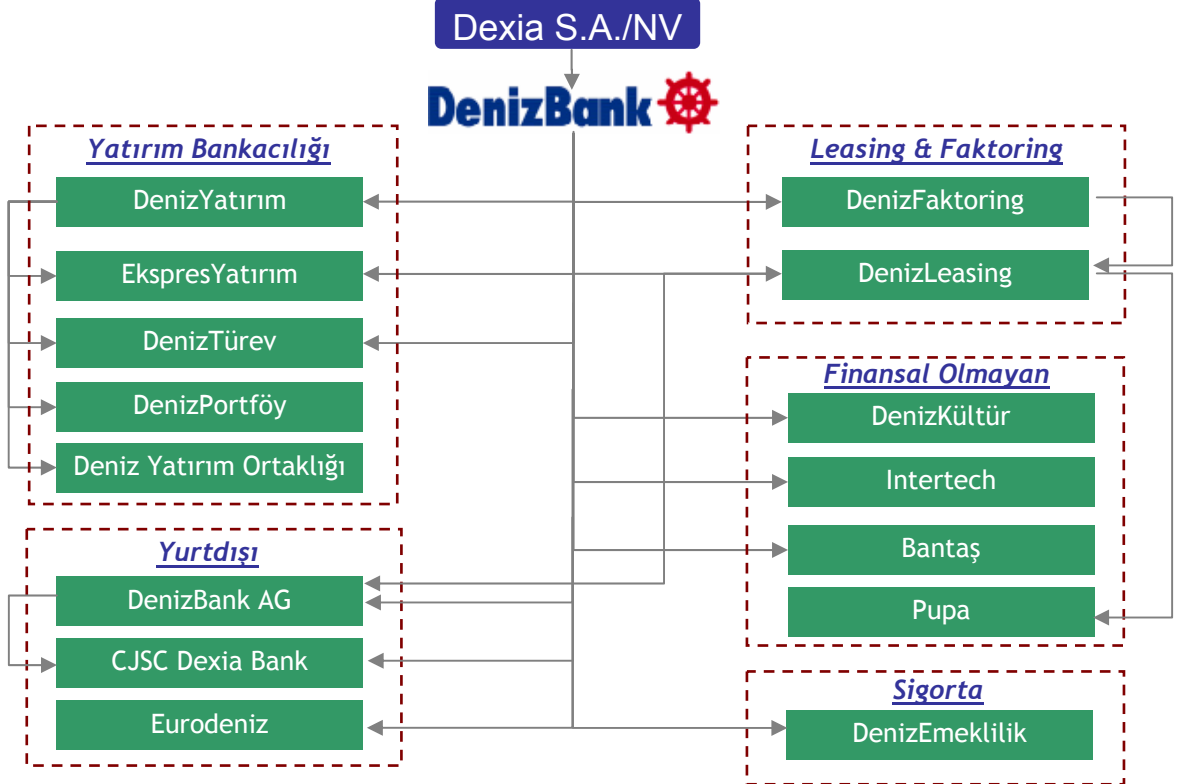 Dexia S.A./NV
DenizBank
Yatırım Bankacılığı
DenizYatırım
EkspresYatırım
DenizTürev
DenizPortföy
Deniz Yatırım Ortaklığı
Yurtdışı
DenizBank AG
CJSC Dexia Bank
Eurodeniz
Leasing & Faktoring
DenizFaktoring
DenizLeasing
Finansal Olmayan
DenizKültür
Intertech
Bantaş
Pupa
Sigorta
DenizEmeklilik